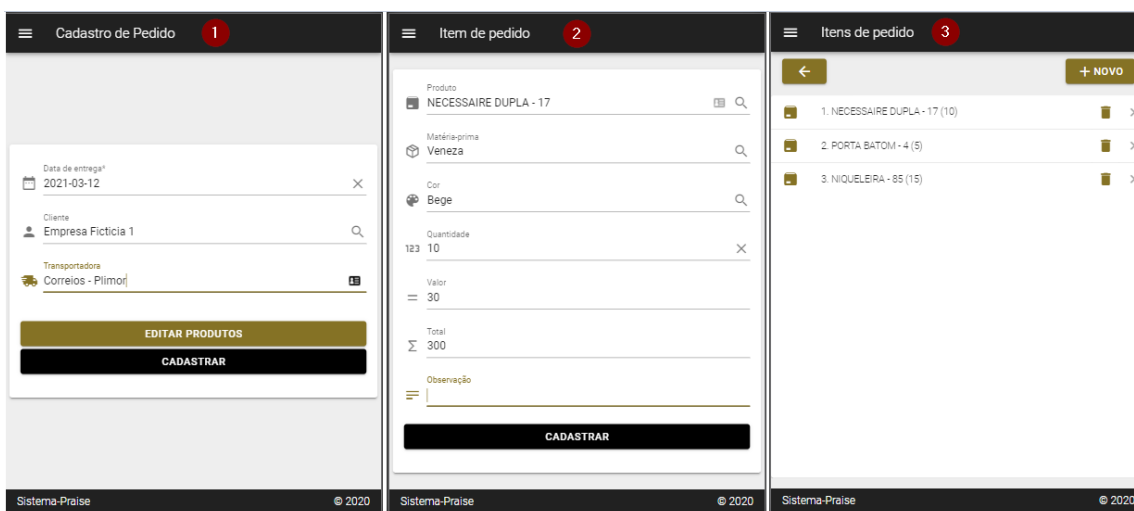 Cadastro de Pedido 1
Data de entrega*
2021-03-12
Cliente
Empresa Ficticia 1
Transportadora
Correios - Plimor
EDITAR PRODUTOS
CADASTRAR
Sistema-Praise © 2020
Item de pedido 2
Produto
NECESSAIRE DUPLA - 17
Matéria-prima
Veneza
Cor
Bege
Quantidade
123 10
Valor
30
Total
300
Observação
CADASTRAR
Sistema-Praise © 2020
Itens de pedido 3
+ NOVO
1. NECESSAIRE DUPLA - 17 (10)
2. PORTA BATOM - 4 (5)
3. NIQUELEIRA - 85 (15)
Sistema-Praise © 2020